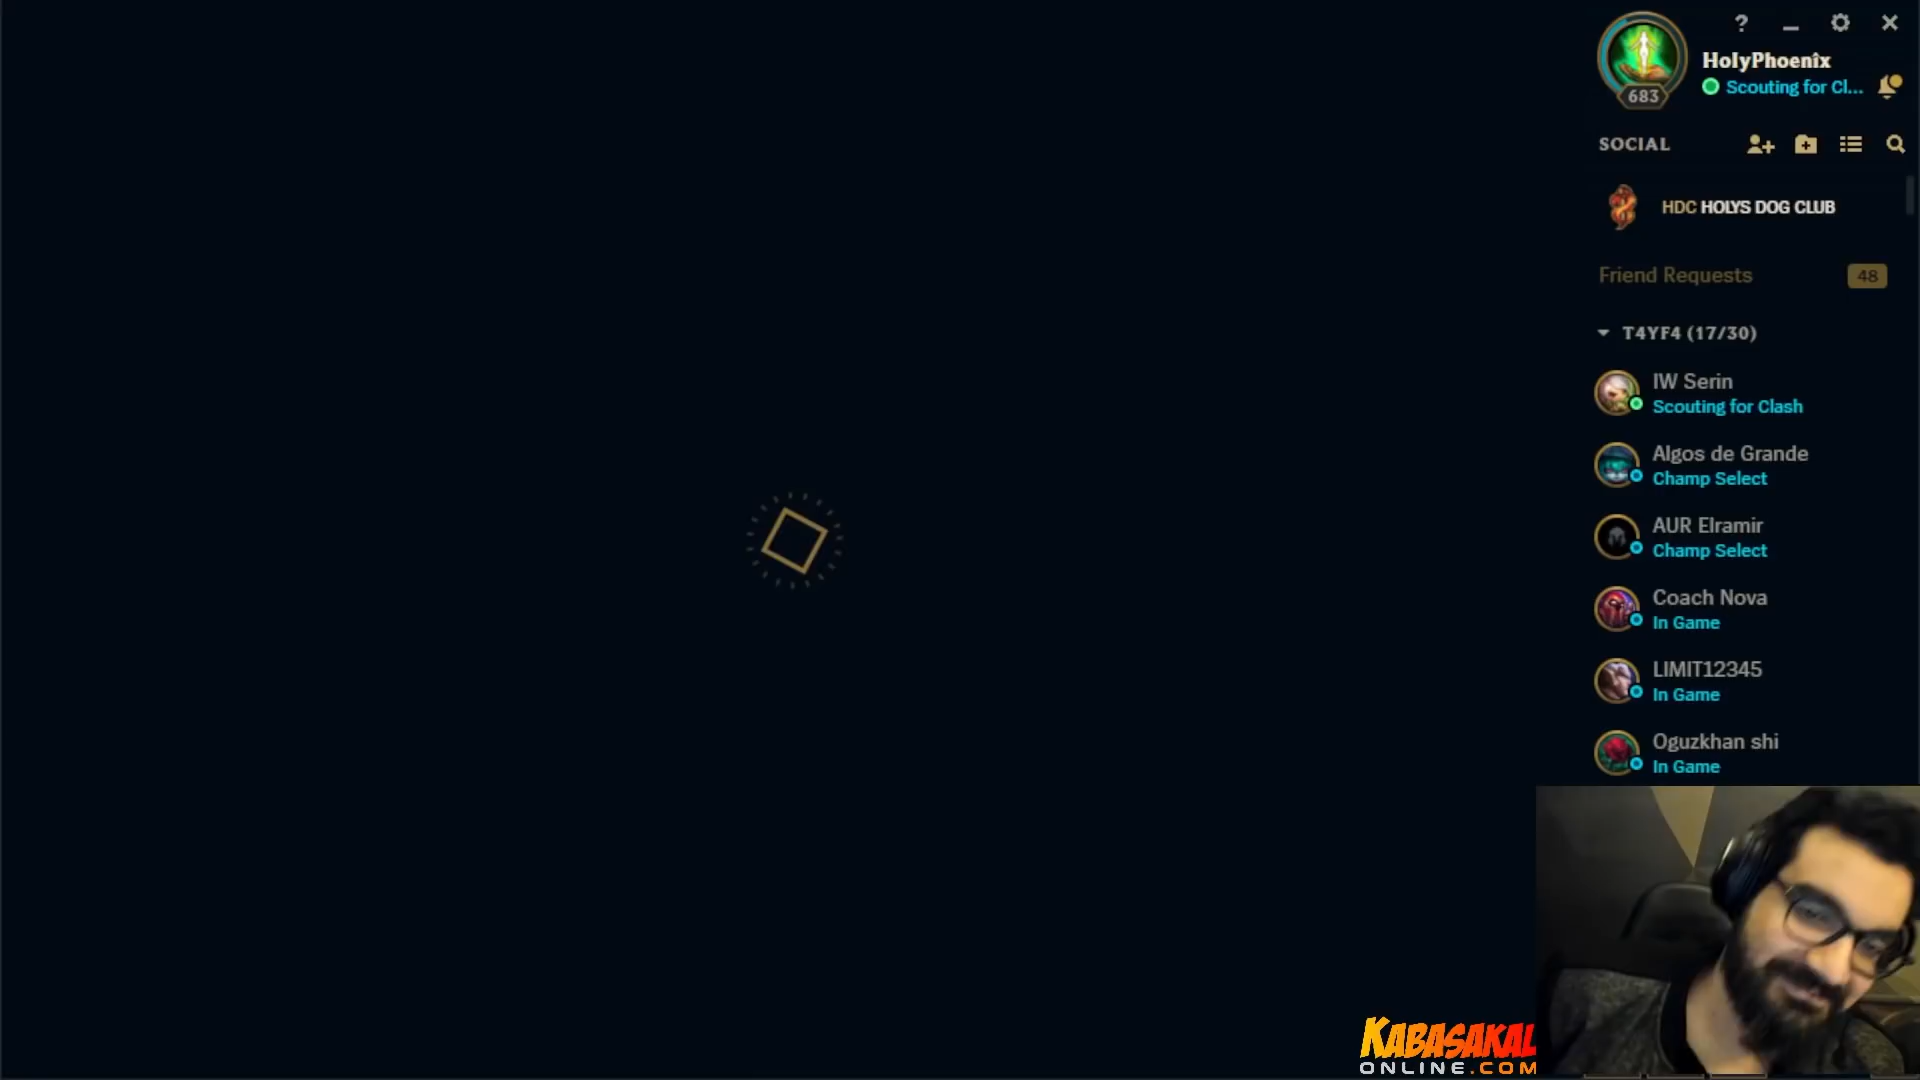 ?
HolyPhoenîx
683
Scouting for Cl...
SOCIAL
HDC HOLYS DOG CLUB
Friend Requests
48
T4YF4 (17/30)
IW Serin
Scouting for Clash
Algos de Grande
Champ Select
AUR Elramir
Champ Select
Coach Nova
In Game
LIMIT12345
In Game
Oguzkhan shi
In Game
KABASAKAL
ONLINE.COM